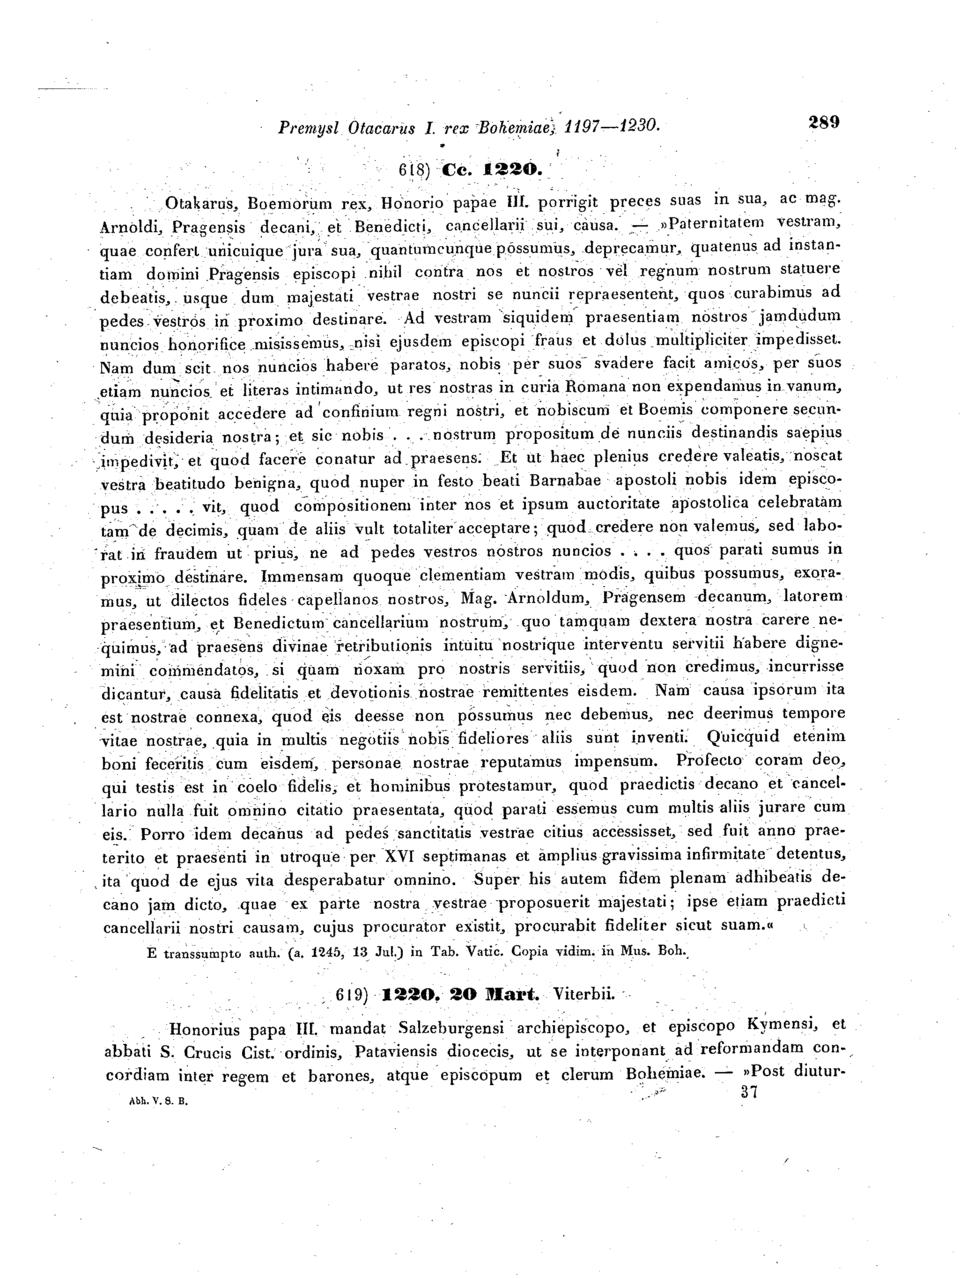 Premysl Otacarus I. rex Bohemiae, 1197—1230. 289
618) Cc. 1220.
Otakarus, Boemorum rex, Honorio papae III. porrigit preces suas in sua, ac mag.
Arnoldi, Pragensis decani, et Benedicti, cancellarii sui, causa. — »Paternitatem vestram,
quae confert unicuique jura sua, quantumcunque possumus, deprecamur, quatenus ad instan-
tiam domini Pragensis episcopi nihil contra nos et nostros vel regnum nostrum statuere
debeatis, usque dum majestati vestrae nostri se nuncii repraesentent, quos curabimus ad
pedes vestros in proximo destinare. Ad vestram siquidem praesentiam nostros jamdudum
nuncios honorifice misissemus, nisi ejusdem episcopi fraus et dolus multipliciter impedisset.
Nam dum scit nos nuncios habere paratos, nobis per suos svadere facit amicos, per suos
etiam nuncios et literas intimando, ut res nostras in curia Romana non expendamus in vanum,
quia proponit accedere ad confinium regni nostri, et nobiscum et Boemis componere secun-
dum desideria nostra; et sic nobis . . . nostrum propositum de nunciis destinandis saepius
impedivit, et quod facere conatur ad praesens. Et ut haec plenius credere valeatis, noscat
vestra beatitudo benigna, quod nuper in festo beati Barnabae apostoli nobis idem episco-
pus . . . . . vit, quod compositionem inter nos et ipsum auctoritate apostolica celebratam
tam de decimis, quam de aliis vult totaliter acceptare; quod credere non valemus, sed labo-
rat in fraudem ut prius, ne ad pedes vestros nostros nuncios . . . . quos parati sumus in
proximo destinare. Immensam quoque clementiam vestram modis, quibus possumus, exora-
mus, ut dilectos fideles capellanos nostros, Mag. Arnoldum, Pragensem decanum, latorem
praesentium, et Benedictum cancellarium nostrum, quo tamquam dextera nostra carere ne-
quimus, ad praesens divinae retributionis intuitu nostrique interventu servitii habere digne-
mini commendatos, si quam noxam pro nostris servitiis, quod non credimus, incurrisse
dicantur, causa fidelitatis et devotionis nostrae remittentes eisdem. Nam causa ipsorum ita
est nostrae connexa, quod eis deesse non possumus nec debemus, nec deerimus tempore
vitae nostrae, quia in multis negotiis nobis fideliores aliis sunt inventi. Quicquid etenim
boni feceritis cum eisdem, personae nostrae reputamus impensum. Profecto coram deo,
qui testis est in coelo fidelis, et hominibus protestamur, quod praedictis decano et cancel-
lario nulla fuit omnino citatio praesentata, quod parati essemus cum multis aliis jurare cum
eis. Porro idem decanus ad pedes sanctitatis vestrae citius accessisset, sed fuit anno prae-
terito et praesenti in utroque per XVI septimanas et amplius gravissima infirmitate detentus,
ita quod de ejus vita desperabatur omnino. Super his autem fidem plenam adhibeatis de-
cano jam dicto, quae ex parte nostra vestrae proposuerit majestati; ipse etiam praedicti
cancellarii nostri causam, cujus procurator existit, procurabit fideliter sicut suam.«
E transsumpto auth. (a. 1245, 13 Jul.) in Tab. Vatic. Copia vidim. in Mus. Boh.
619) 1220, 20 Mart. Viterbii.
Honorius papa III. mandat Salzeburgensi archiepiscopo, et episcopo Kymensi, et
abbati S. Crucis Cist. ordinis, Pataviensis diocecis, ut se interponant ad reformandam con-
cordiam inter regem et barones, atque episcopum et clerum Bohemiae. — »Post diutur-
Abh. V. 8. B. 37